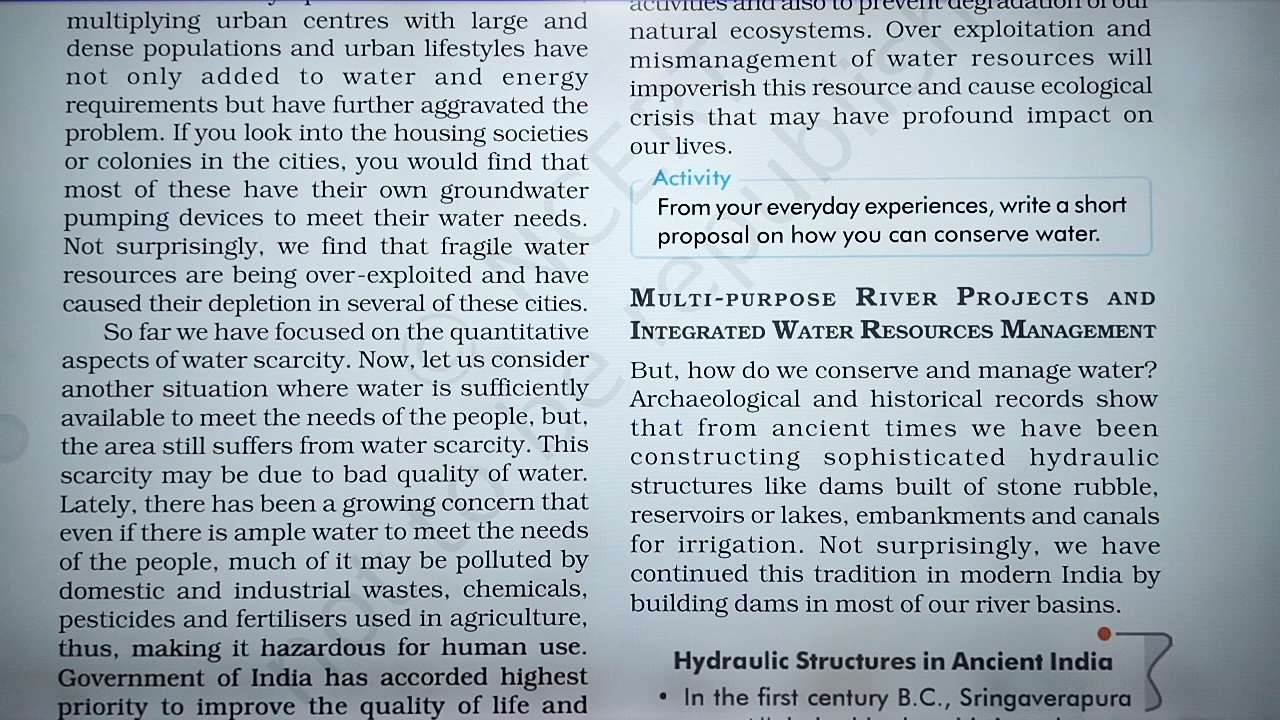 multiplying urban centres with large and
dense populations and urban lifestyles have
not only added to water and energy
requirements but have further aggravated the
problem. If you look into the housing societies
or colonies in the cities, you would find that
most of these have their own groundwater
pumping devices to meet their water needs.
Not surprisingly, we find that fragile water
resources are being over-exploited and have
caused their depletion in several of these cities.
So far we have focused on the quantitative
aspects of water scarcity. Now, let us consider
another situation where water is sufficiently
available to meet the needs of the people, but,
the area still suffers from water scarcity. This
scarcity may be due to bad quality of water.
Lately, there has been a growing concern that
even if there is ample water to meet the needs
of the people, much of it may be polluted by
domestic and industrial wastes, chemicals,
pesticides and fertilisers used in agriculture,
thus, making it hazardous for human use.
Government of India has accorded highest
priority to improve the quality of life and
activities and also to prevent degradation of our
natural ecosystems. Over exploitation and
mismanagement of water resources will
impoverish this resource and cause ecological
crisis that may have profound impact on
our lives.
Activity
From your everyday experiences, write a short
proposal on how you can conserve water.
MULTI-PURPOSE RIVER PROJECTS AND
INTEGRATED WATER RESOURCES MANAGEMENT
But, how do we conserve and manage water?
Archaeological and historical records show
that from ancient times we have been
constructing sophisticated hydraulic
structures like dams built of stone rubble,
reservoirs or lakes, embankments and canals
for irrigation. Not surprisingly, we have
continued this tradition in modern India by
building dams in most of our river basins.
Hydraulic Structures in Ancient India
• In the first century B.C., Sringaverapura
© NCERT
not to be republish